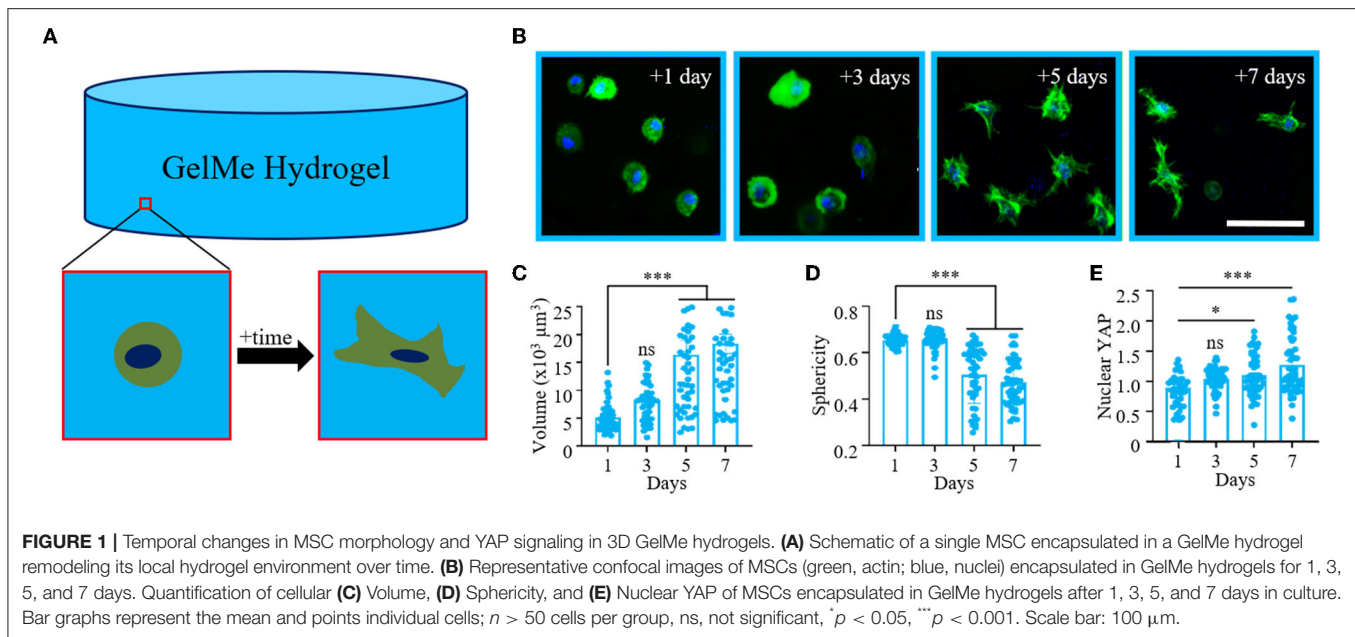 A
GelMe Hydrogel
+time
B
+1 day
+3 days
+5 days
+7 days
C
***
ns
Volume (x10³ µm³)
25
20
15
10
5
0
1 3 5 7
Days
D
***
ns
Sphericity
0.8
0.6
0.4
0.2
1 3 5 7
Days
E
***
*
ns
Nuclear YAP
2.5
2.0
1.5
1.0
0.5
0
1 3 5 7
Days
FIGURE 1 | Temporal changes in MSC morphology and YAP signaling in 3D GelMe hydrogels. (A) Schematic of a single MSC encapsulated in a GelMe hydrogel
remodeling its local hydrogel environment over time. (B) Representative confocal images of MSCs (green, actin; blue, nuclei) encapsulated in GelMe hydrogels for 1, 3,
5, and 7 days. Quantification of cellular (C) Volume, (D) Sphericity, and (E) Nuclear YAP of MSCs encapsulated in GelMe hydrogels after 1, 3, 5, and 7 days in culture.
Bar graphs represent the mean and points individual cells; n > 50 cells per group, ns, not significant, *p < 0.05, ***p < 0.001. Scale bar: 100 µm.